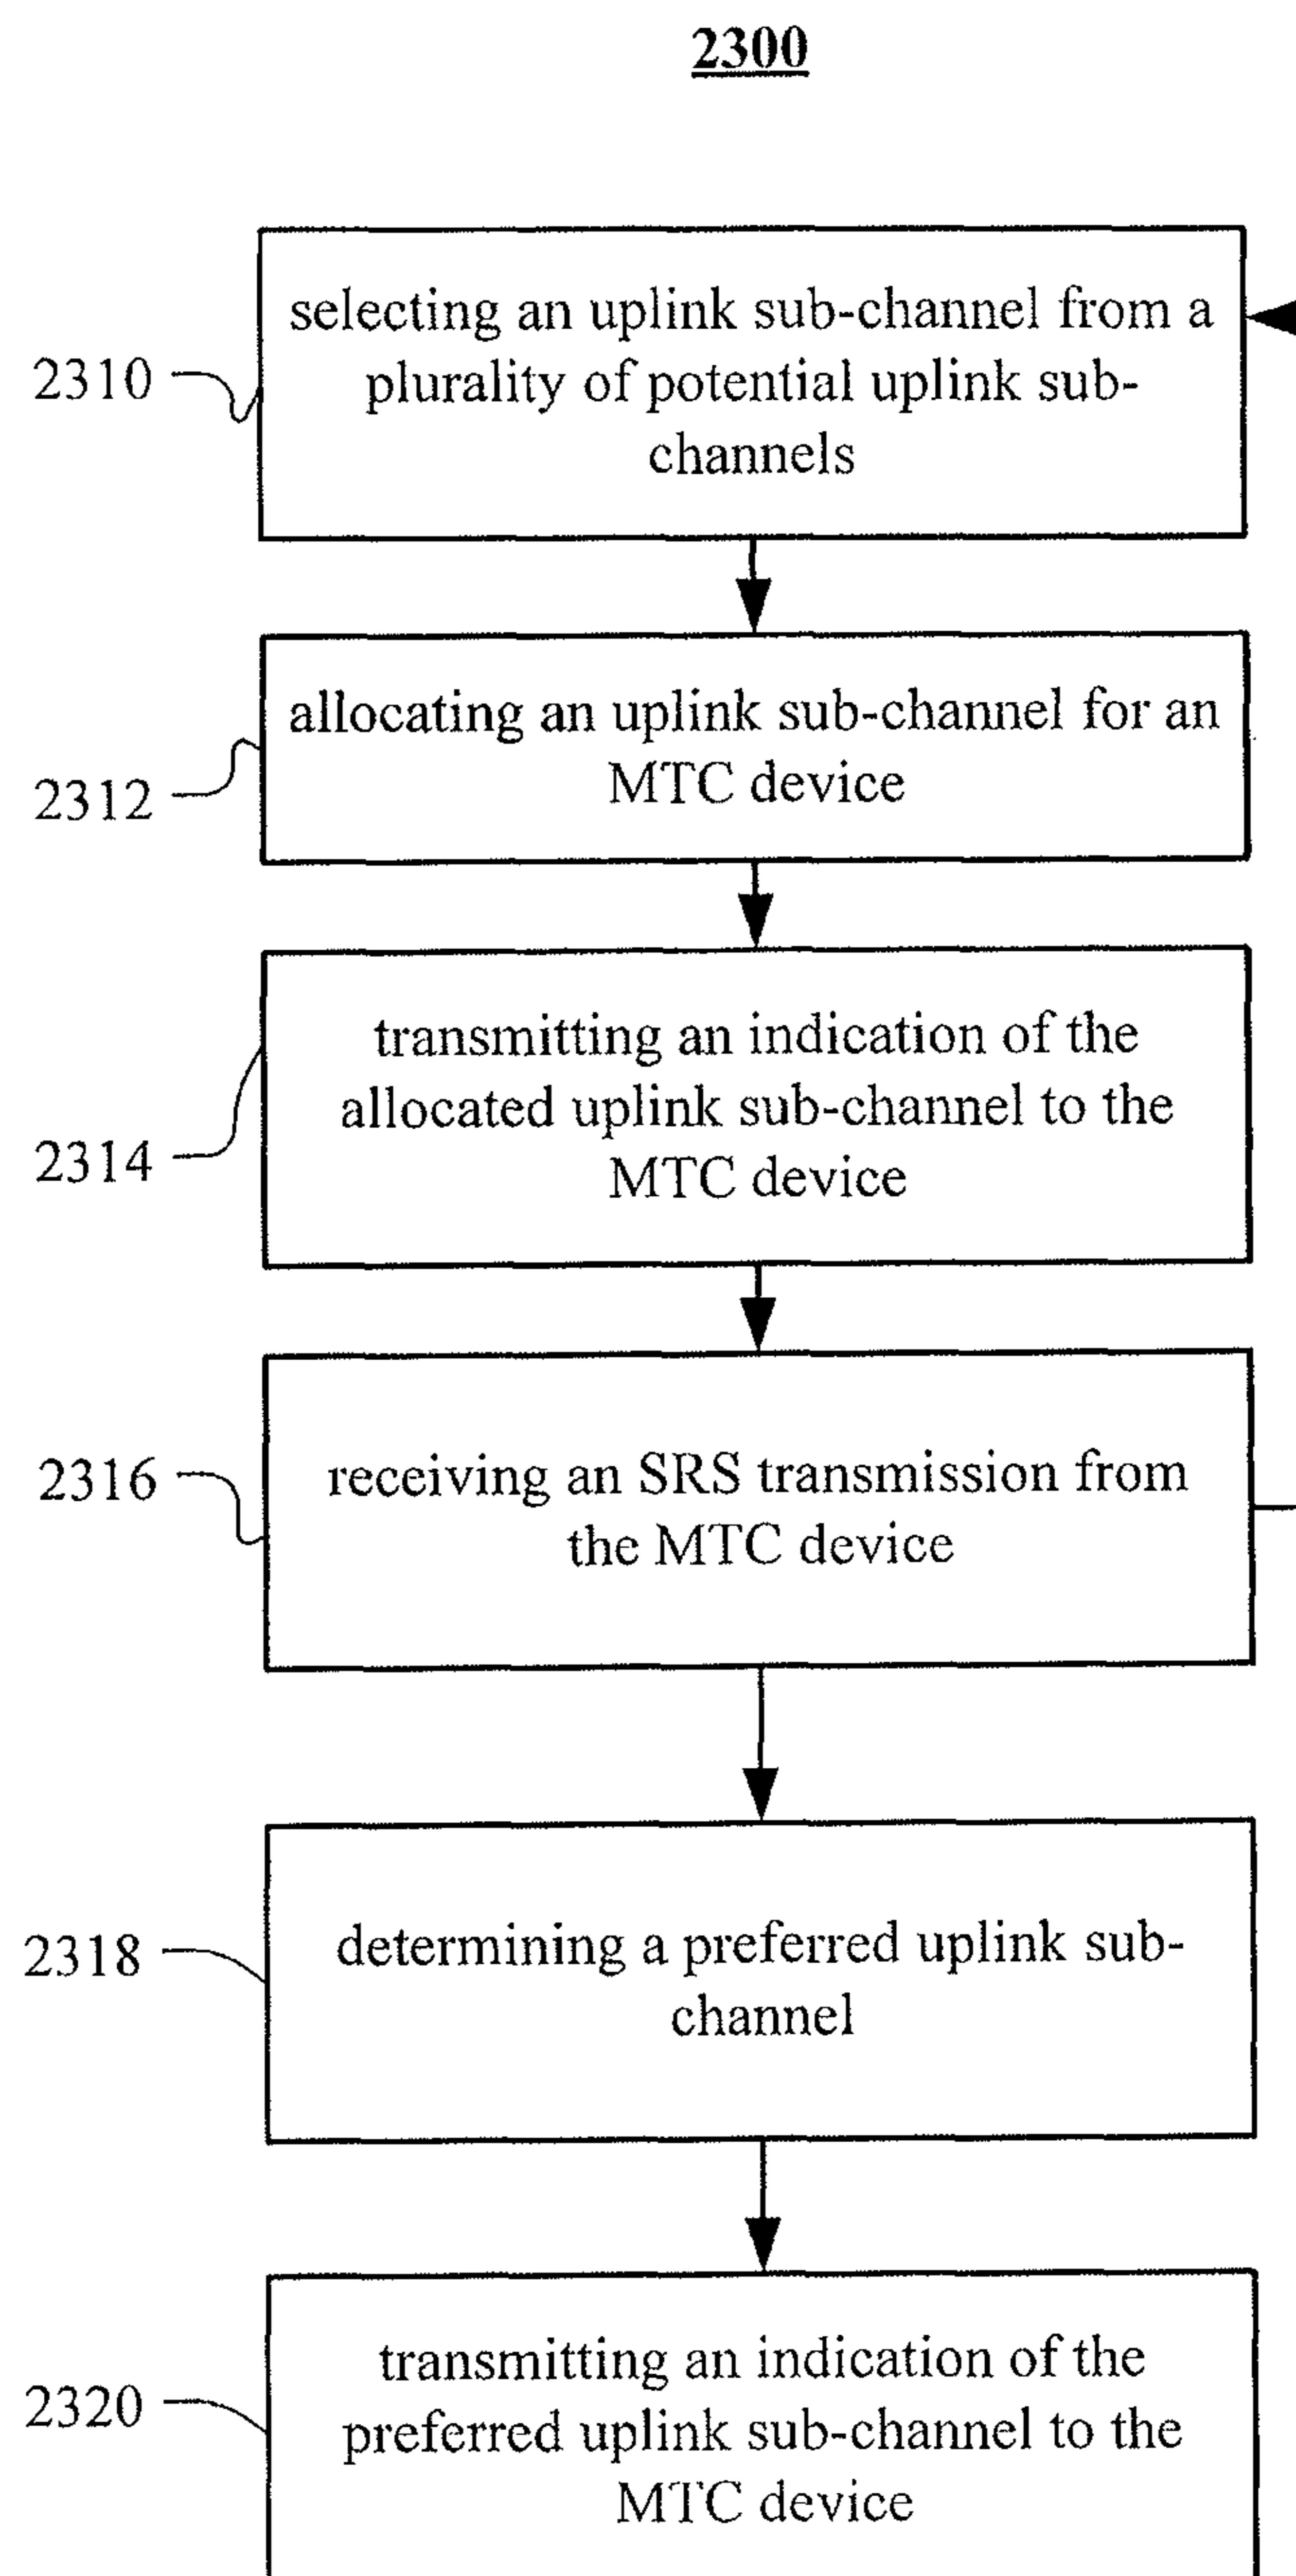 2300
selecting an uplink sub-channel from a
plurality of potential uplink sub-
channels
2310
allocating an uplink sub-channel for an
MTC device
2312
transmitting an indication of the
allocated uplink sub-channel to the
MTC device
2314
receiving an SRS transmission from
the MTC device
2316
determining a preferred uplink sub-
channel
2318
transmitting an indication of the
preferred uplink sub-channel to the
MTC device
2320